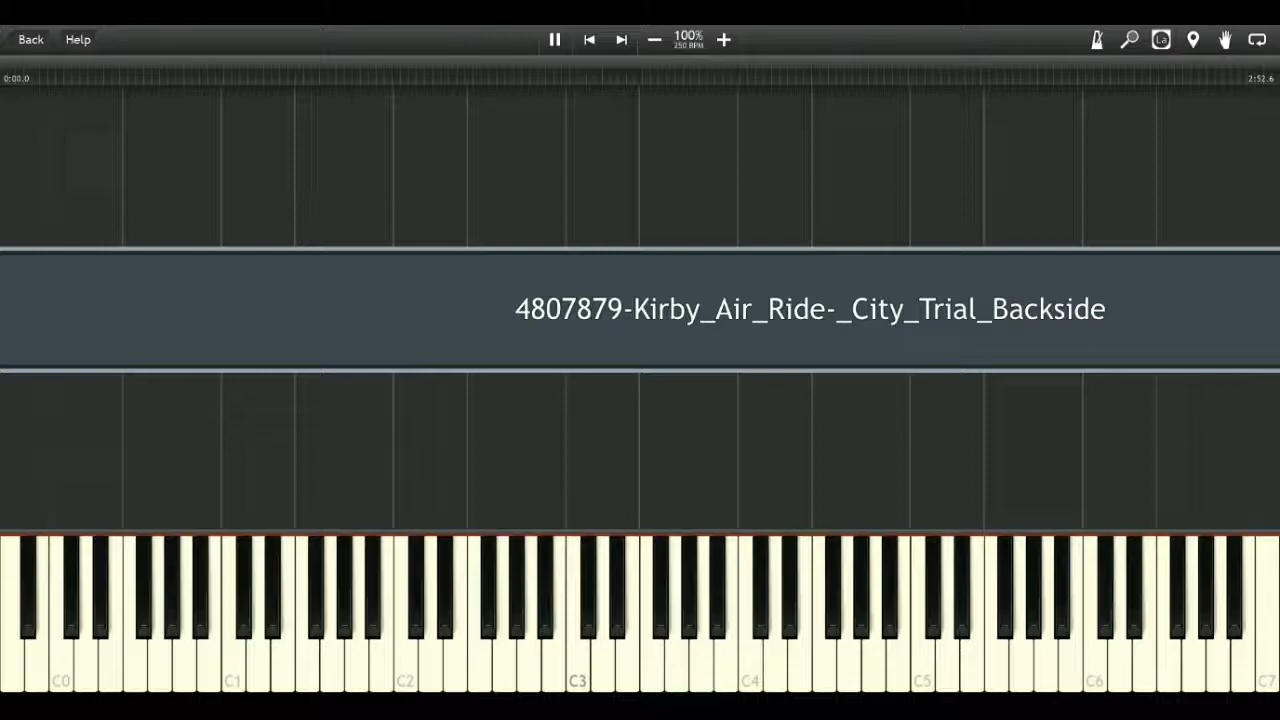 Back Help 100%
250 BPM
La
0:00.0 2:52.6
4807879-Kirby_Air_Ride-_City_Trial_Backside
C0 C1 C2 C3 C4 C5 C6 C7